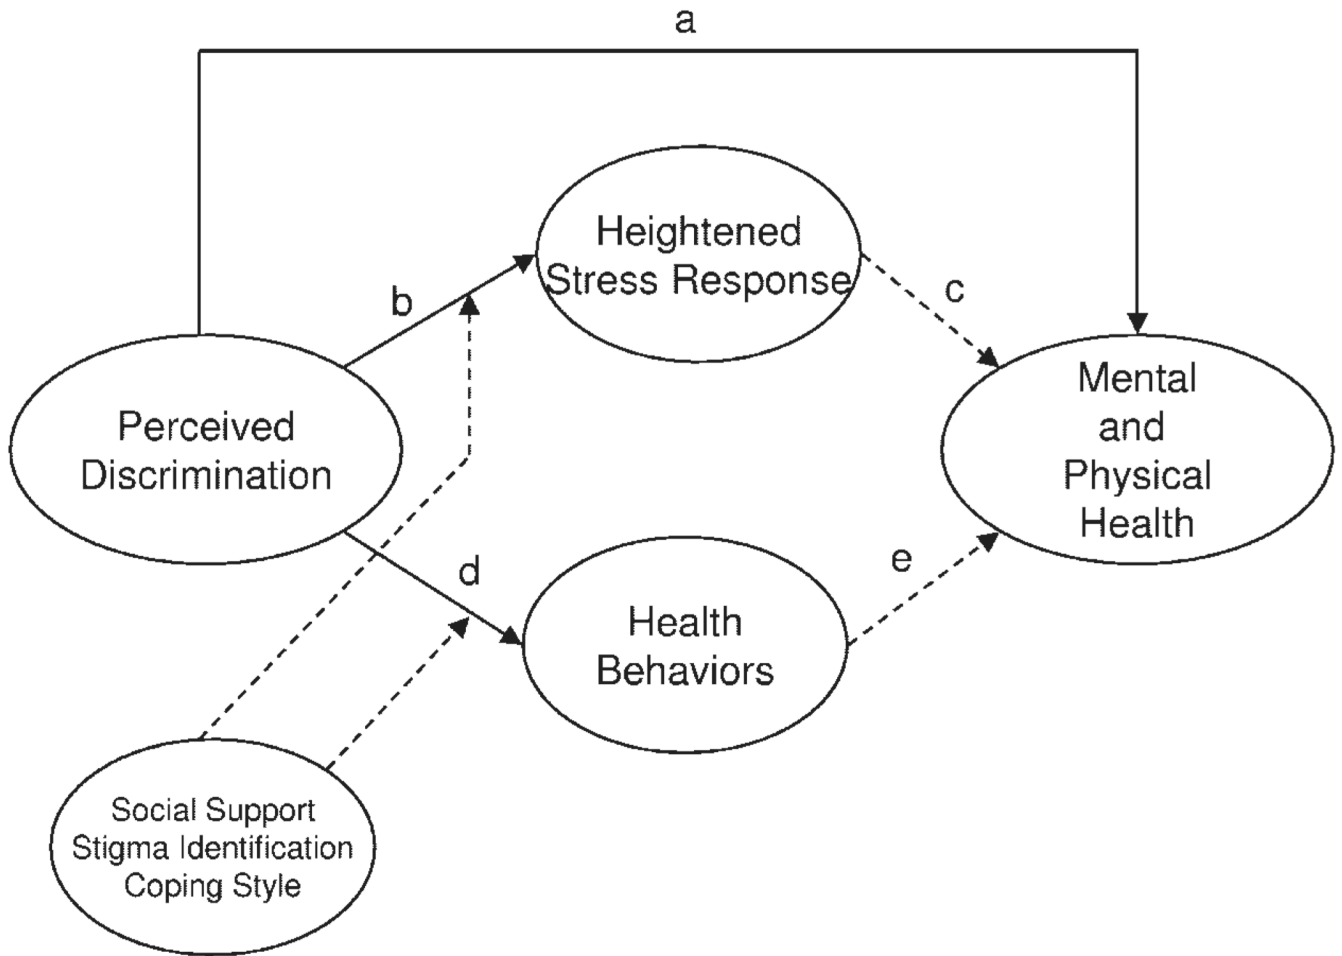 a
Heightened
Stress Response
b
c
Perceived
Discrimination
Mental
and
Physical
Health
d
e
Health
Behaviors
Social Support
Stigma Identification
Coping Style